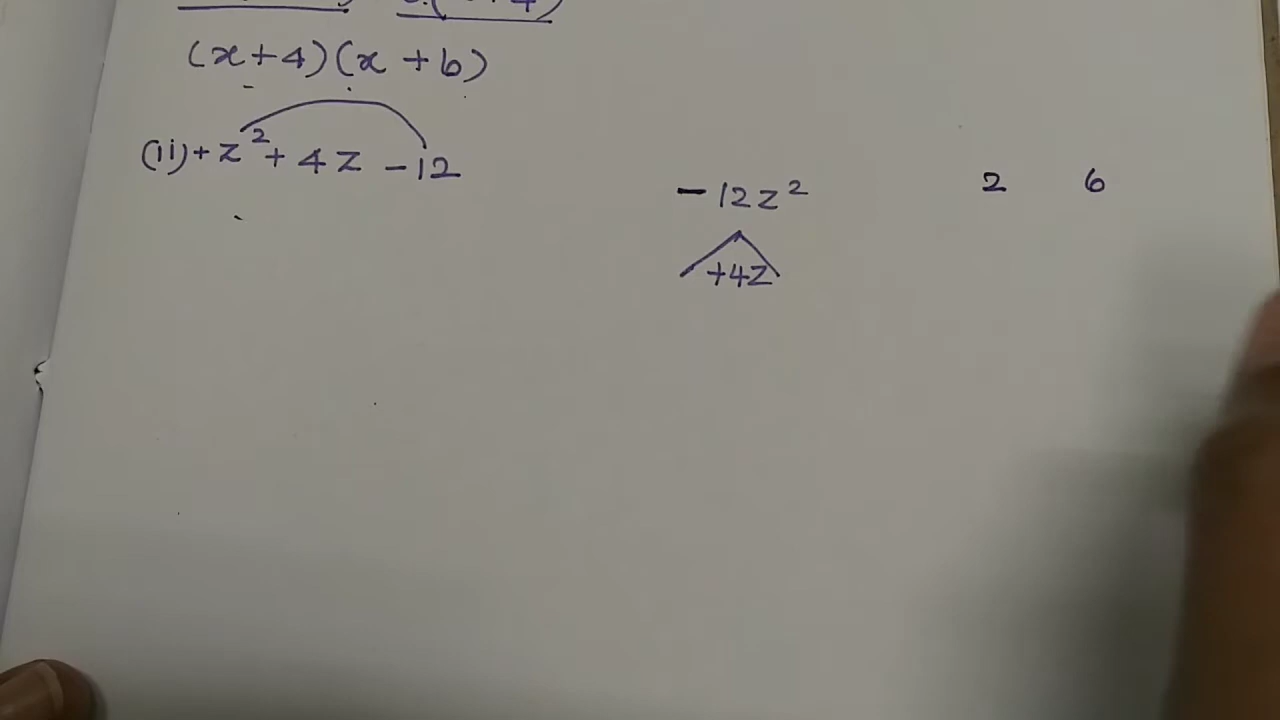 (x+4)(x+6)
(ii) + z² + 4z - 12
- 12z²
+4z
2 6